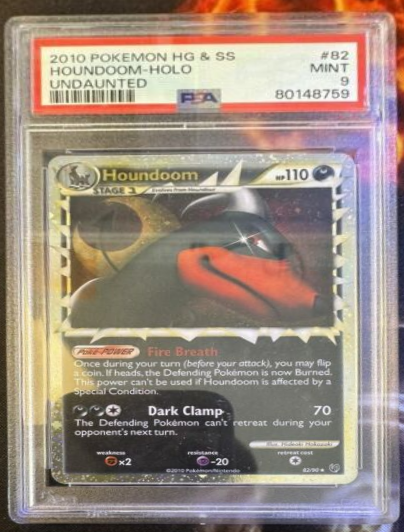 2010 POKEMON HG & SS #82
HOUNDOOM-HOLO MINT
UNDAUNTED 9
PSA 80148759
Houndoom HP110
STAGE 1 Evolves from Houndour
POKé-POWER Fire Breath
Once during your turn (before your attack), you may flip
a coin. If heads, the Defending Pokémon is now Burned.
This power can't be used if Houndoom is affected by a
Special Condition.
Dark Clamp 70
The Defending Pokémon can't retreat during your
opponent's next turn.
Illus. Hideaki Hakozaki
weakness resistance retreat cost
x2 -20
©2010 Pokémon/Nintendo 82/90 ★